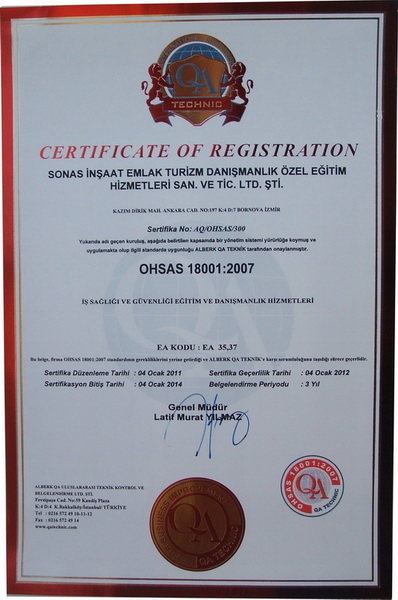 QA
TECHNIC
CERTIFICATE OF REGISTRATION
SONAS İNŞAAT EMLAK TURİZM DANIŞMANLIK ÖZEL EĞİTİM
HİZMETLERİ SAN. VE TİC. LTD. ŞTİ.
KAZIM DİRİK MAH. ANKARA CAD. NO:197 K:4 D:7 BORNOVA İZMİR
Sertifika No: AQ/OHSAS/300
Yukarıda adı geçen kuruluş, aşağıda belirtilen kapsamda bir yönetim sistemi yürürlüğe koymuş ve
uygulamakta olup ilgili standarda uygunluğu ALBERK QA TEKNİK tarafından onaylanmıştır.
OHSAS 18001:2007
İŞ SAĞLIĞI VE GÜVENLİĞİ EĞİTİM VE DANIŞMANLIK HİZMETLERİ
EA KODU : EA 35,37
Bu belge, firma OHSAS 18001:2007 standardının gerekliliklerini yerine getirdiği ve ALBERK QA TEKNİK'e karşı sorumluluğunu taşıdığı sürece geçerlidir.
Sertifika Düzenleme Tarihi : 04 Ocak 2011 Sertifika Geçerlilik Tarihi : 04 Ocak 2012
Sertifikasyon Bitiş Tarihi : 04 Ocak 2014 Belgelendirme Periyodu : 3 Yıl
Genel Müdür
Latif Murat YILMAZ
ALBERK QA ULUSLARARASI TEKNİK KONTROL VE
BELGELENDİRME LTD. ŞTİ.
Fevzipaşa Cad. No:59 Kandiş Plaza
K:4 D:4 K.Bakkalköy/İstanbul/ TÜRKİYE
Tel : 0216 572 49 10-11-12
Fax : 0216 572 49 14
www.qatechnic.com
QA
QA TECHNIC
OHSAS 18001:2007
QA
QA TECHNIC